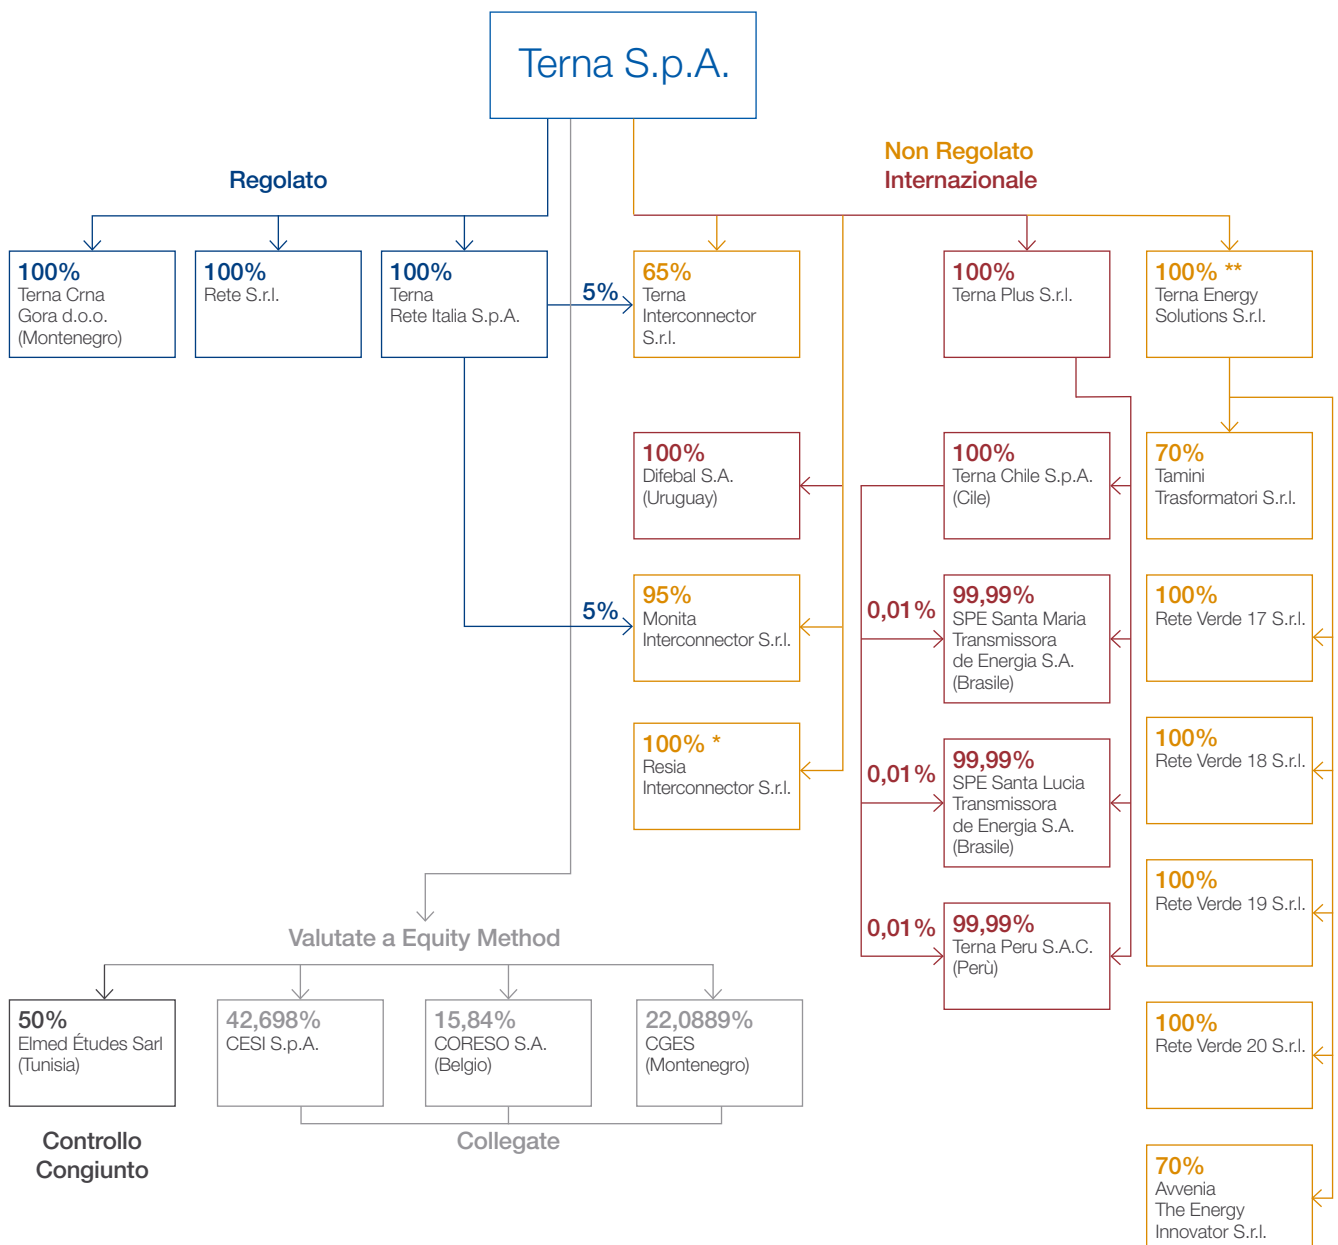 Terna S.p.A.
Regolato
Non Regolato
Internazionale
100%
Terna Crna
Gora d.o.o.
(Montenegro)
100%
Rete S.r.l.
100%
Terna
Rete Italia S.p.A.
5%
65%
Terna
Interconnector
S.r.l.
100%
Terna Plus S.r.l.
100% **
Terna Energy
Solutions S.r.l.
100%
Difebal S.A.
(Uruguay)
100%
Terna Chile S.p.A.
(Cile)
70%
Tamini
Trasformatori S.r.l.
5%
95%
Monita
Interconnector S.r.l.
0,01%
99,99%
SPE Santa Maria
Transmissora
de Energia S.A.
(Brasile)
100%
Rete Verde 17 S.r.l.
100% *
Resia
Interconnector S.r.l.
0,01%
99,99%
SPE Santa Lucia
Transmissora
de Energia S.A.
(Brasile)
100%
Rete Verde 18 S.r.l.
100%
Rete Verde 19 S.r.l.
0,01%
99,99%
Terna Peru S.A.C.
(Perù)
Valutate a Equity Method
50%
Elmed Études Sarl
(Tunisia)
42,698%
CESI S.p.A.
15,84%
CORESO S.A.
(Belgio)
22,0889%
CGES
(Montenegro)
100%
Rete Verde 20 S.r.l.
Controllo
Congiunto
Collegate
70%
Avvenia
The Energy
Innovator S.r.l.